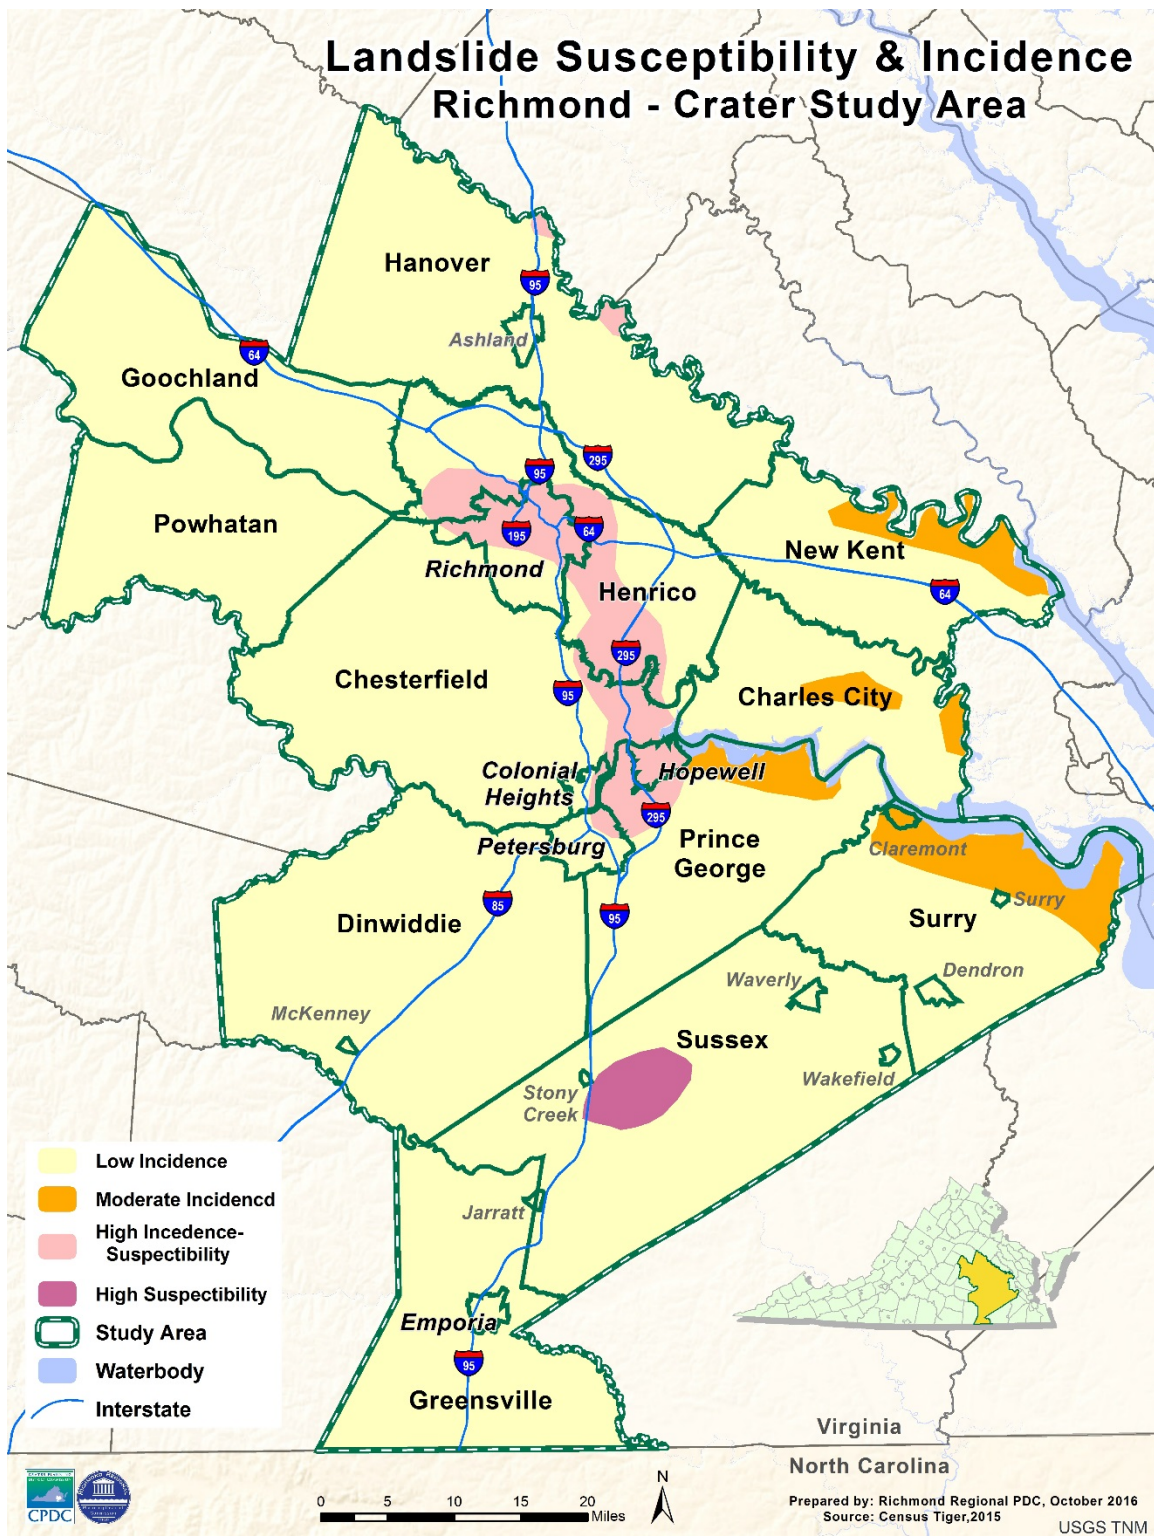 Landslide Susceptibility & Incidence
Richmond - Crater Study Area
Hanover
95
Ashland
64
Goochland
295
95
Powhatan
195
64
New Kent
Richmond
Henrico
64
295
Chesterfield
95
Charles City
Colonial
Heights
Hopewell
295
Petersburg
Prince
George
Claremont
85
Surry
95
Dinwiddie
Surry
Waverly
Dendron
McKenney
Sussex
Wakefield
Stony
Creek
Jarratt
Emporia
95
Greensville
Low Incidence
Moderate Incidencd
High Incedence-
Suspectibility
High Suspectibility
Study Area
Waterbody
Interstate
Virginia
North Carolina
CPDC
0 5 10 15 20
Miles
N
Prepared by: Richmond Regional PDC, October 2016
Source: Census Tiger,2015
USGS TNM